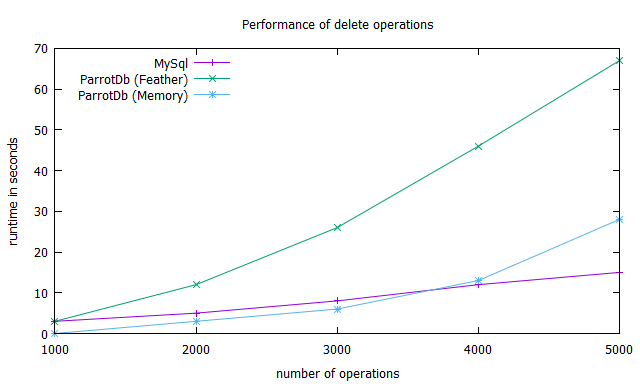 Performance of delete operations
70
60
50
40
30
20
10
0
runtime in seconds
MySql
ParrotDb (Feather)
ParrotDb (Memory)
1000 2000 3000 4000 5000
number of operations